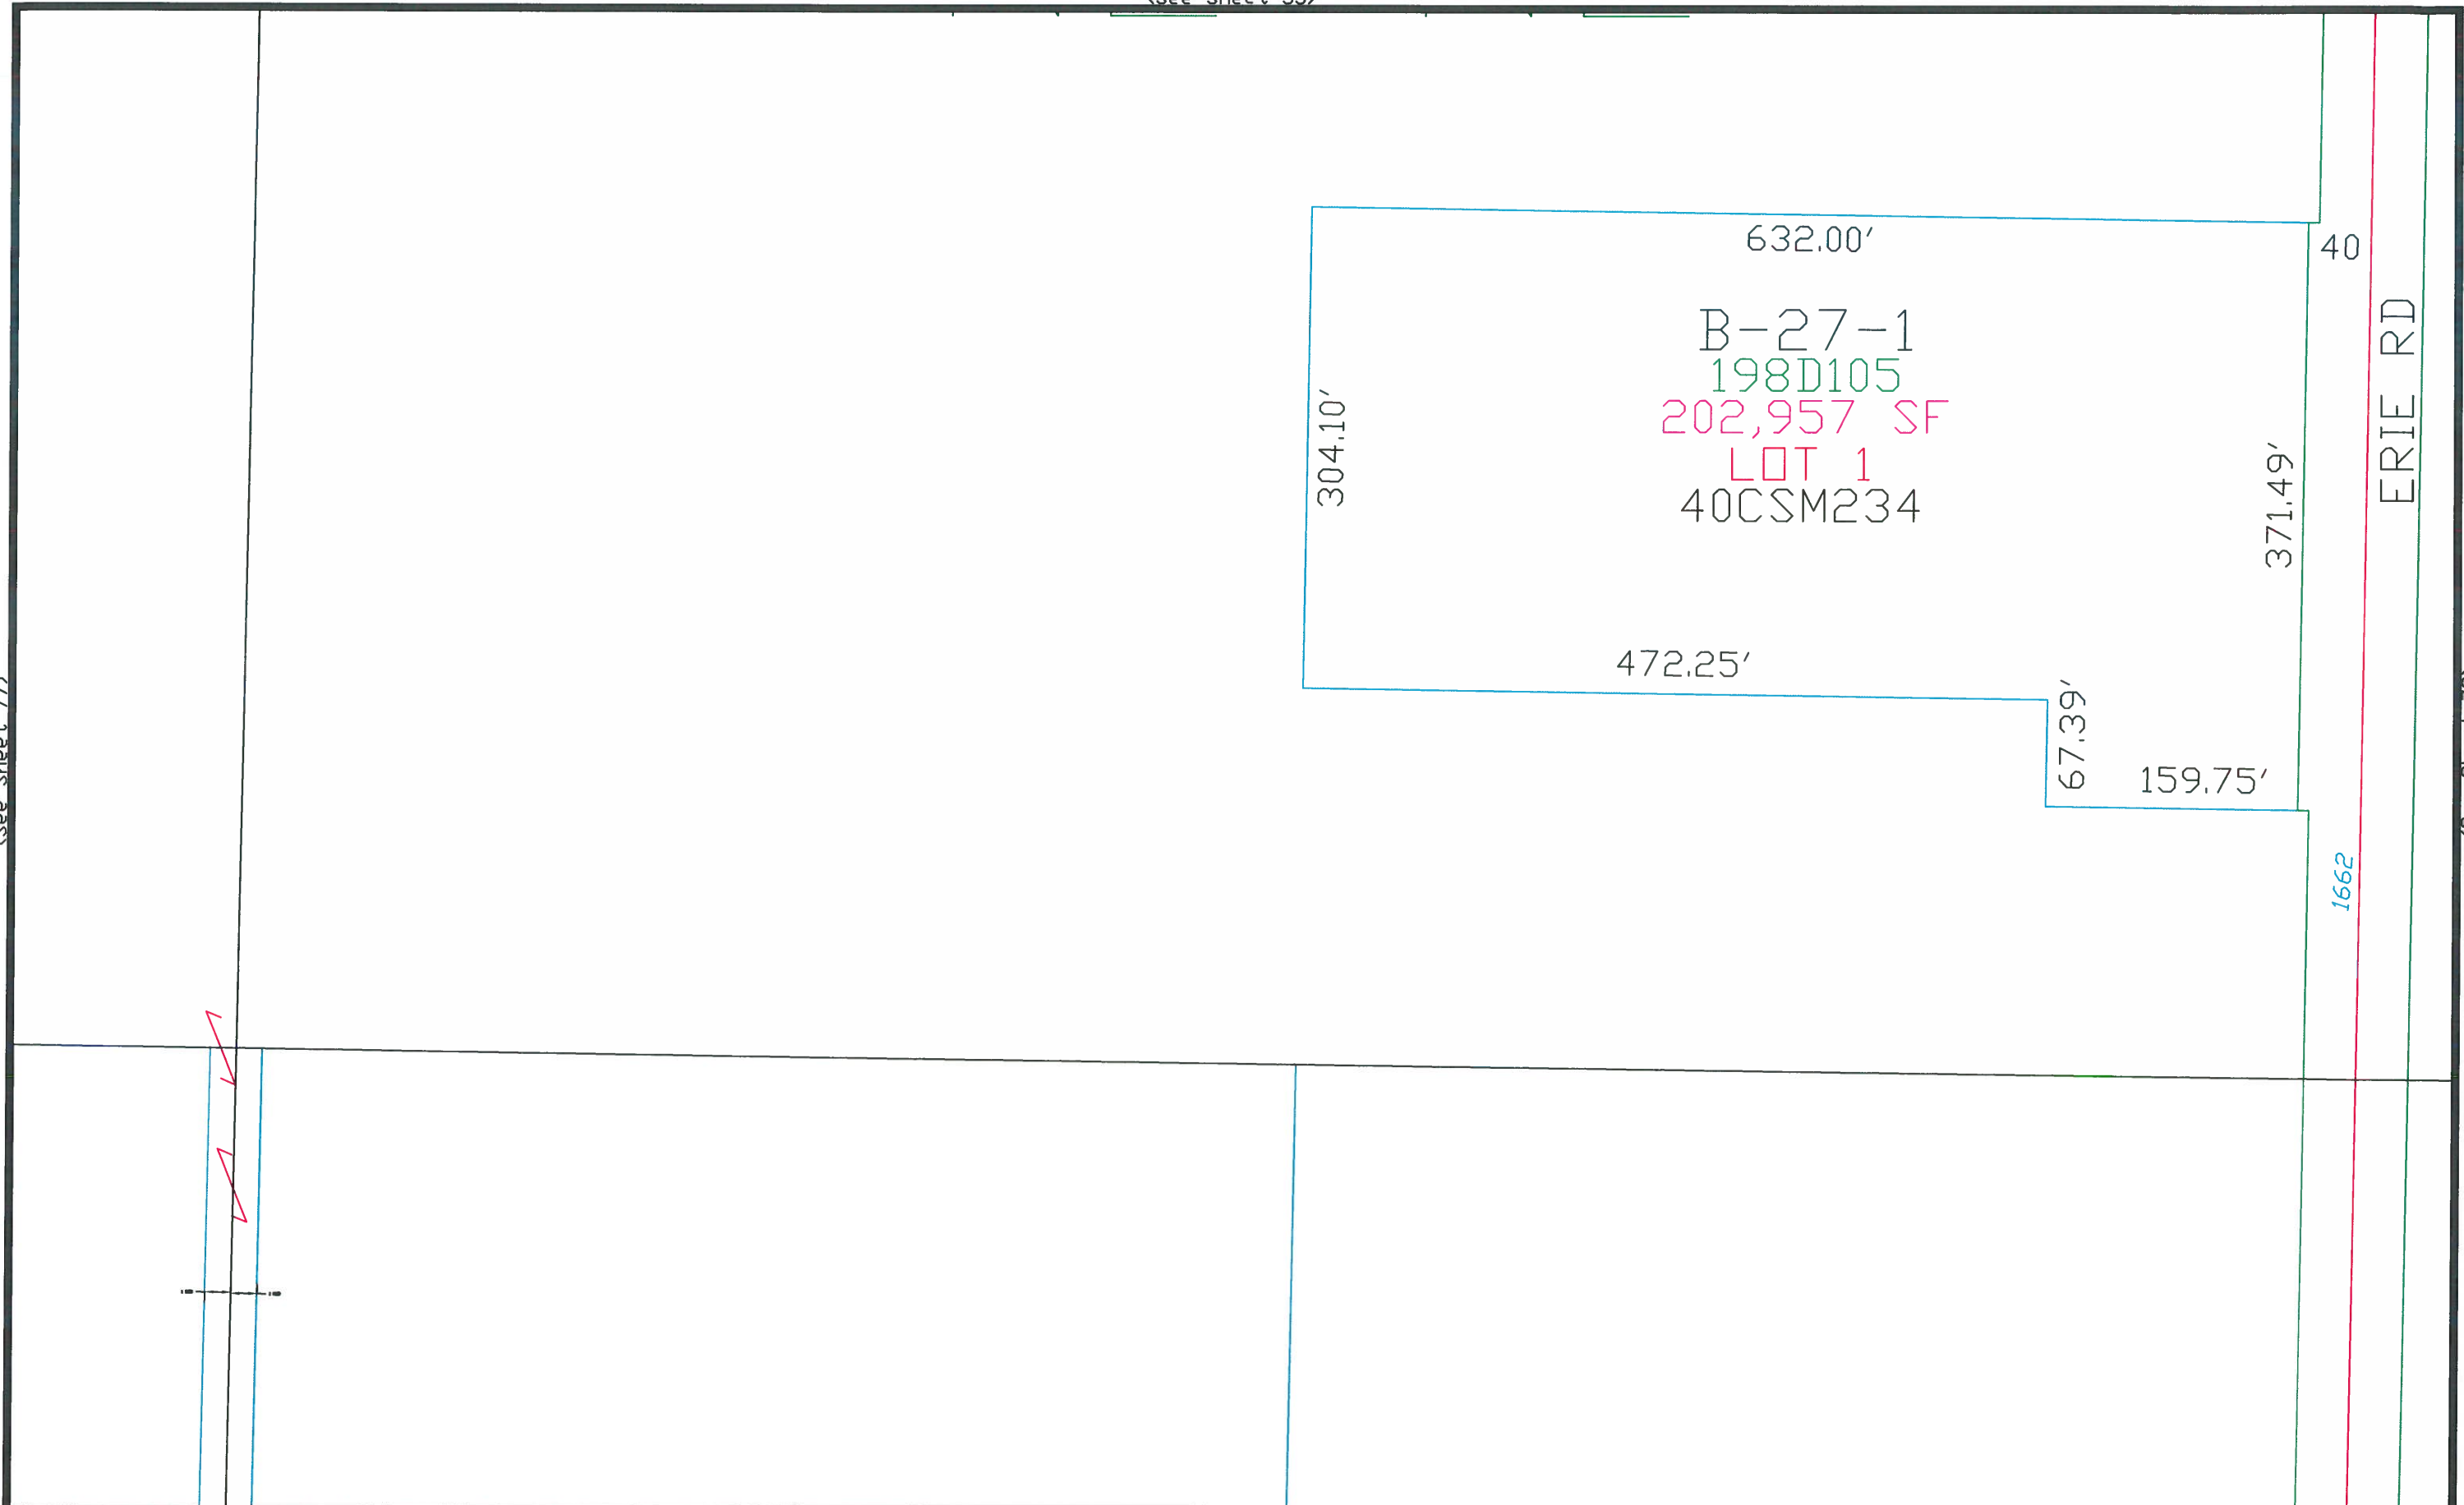 632.00'
40
B-27-1
198D105
202,957 SF
LOT 1
40CSM234
304.10'
371.49'
ERIE RD
472.25'
67.39'
159.75'
1662